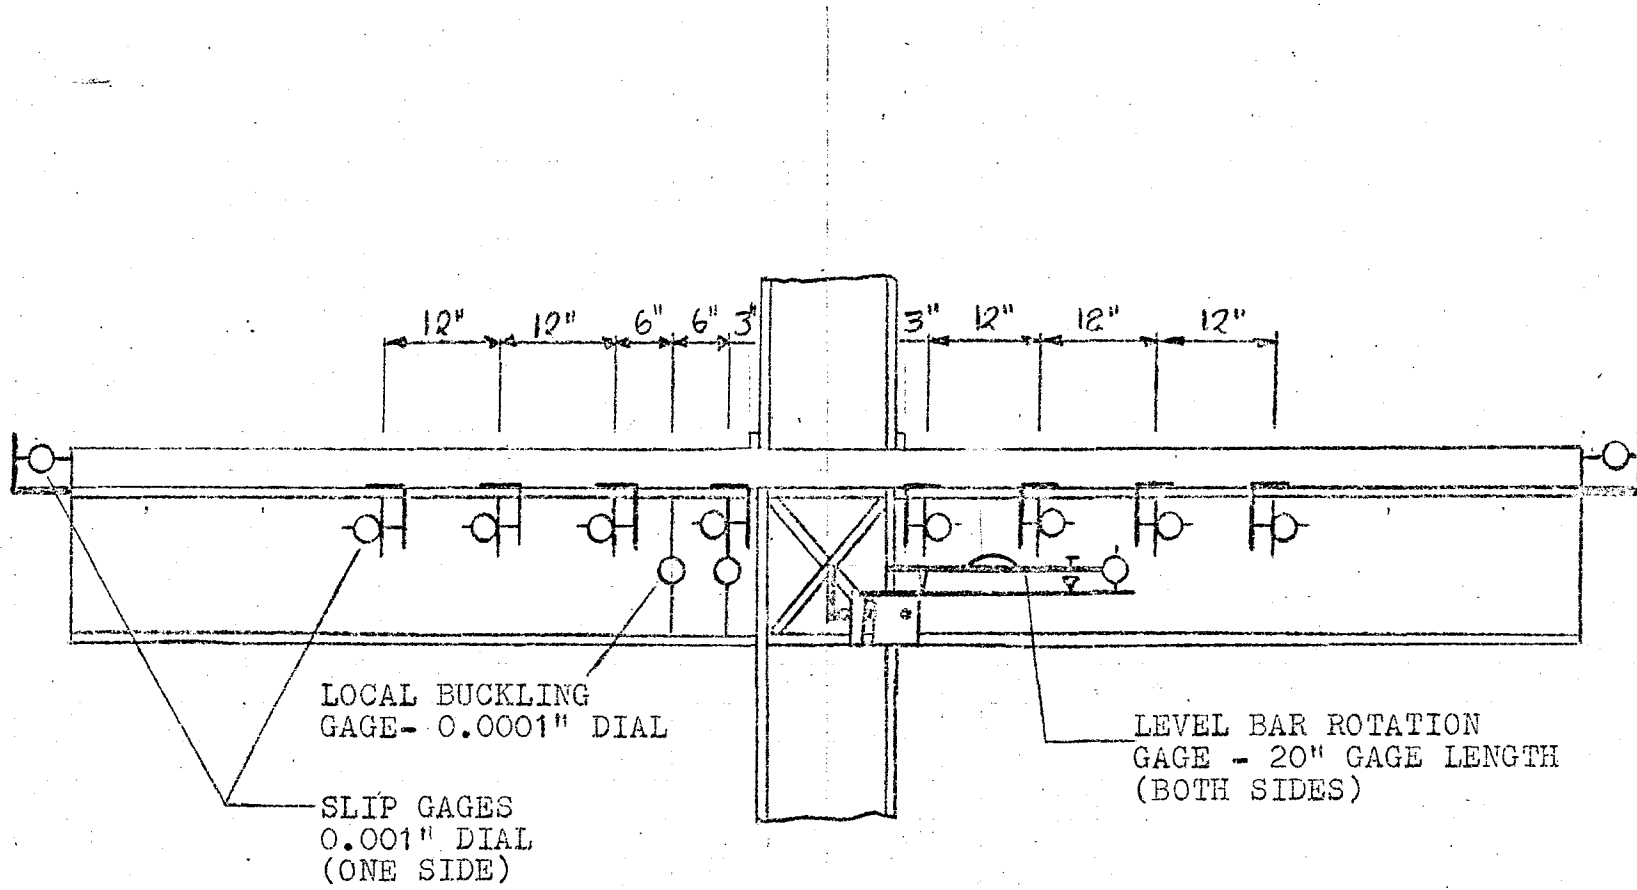 12" 12" 6" 6" 3" 3" 12" 12" 12"
LOCAL BUCKLING
GAGE- 0.0001" DIAL
LEVEL BAR ROTATION
GAGE - 20" GAGE LENGTH
(BOTH SIDES)
SLIP GAGES
0.001" DIAL
(ONE SIDE)